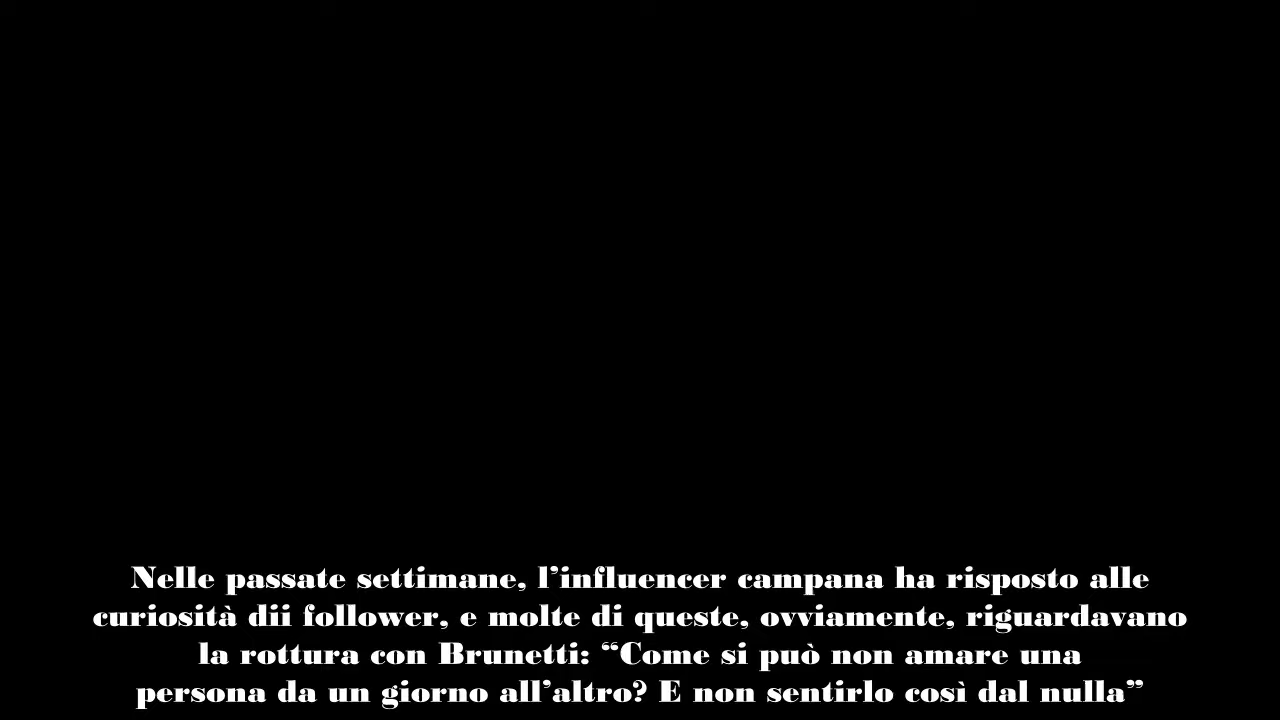 Nelle passate settimane, l’influencer campana ha risposto alle
curiosità dii follower, e molte di queste, ovviamente, riguardavano
la rottura con Brunetti: “Come si può non amare una
persona da un giorno all’altro? E non sentirlo così dal nulla”